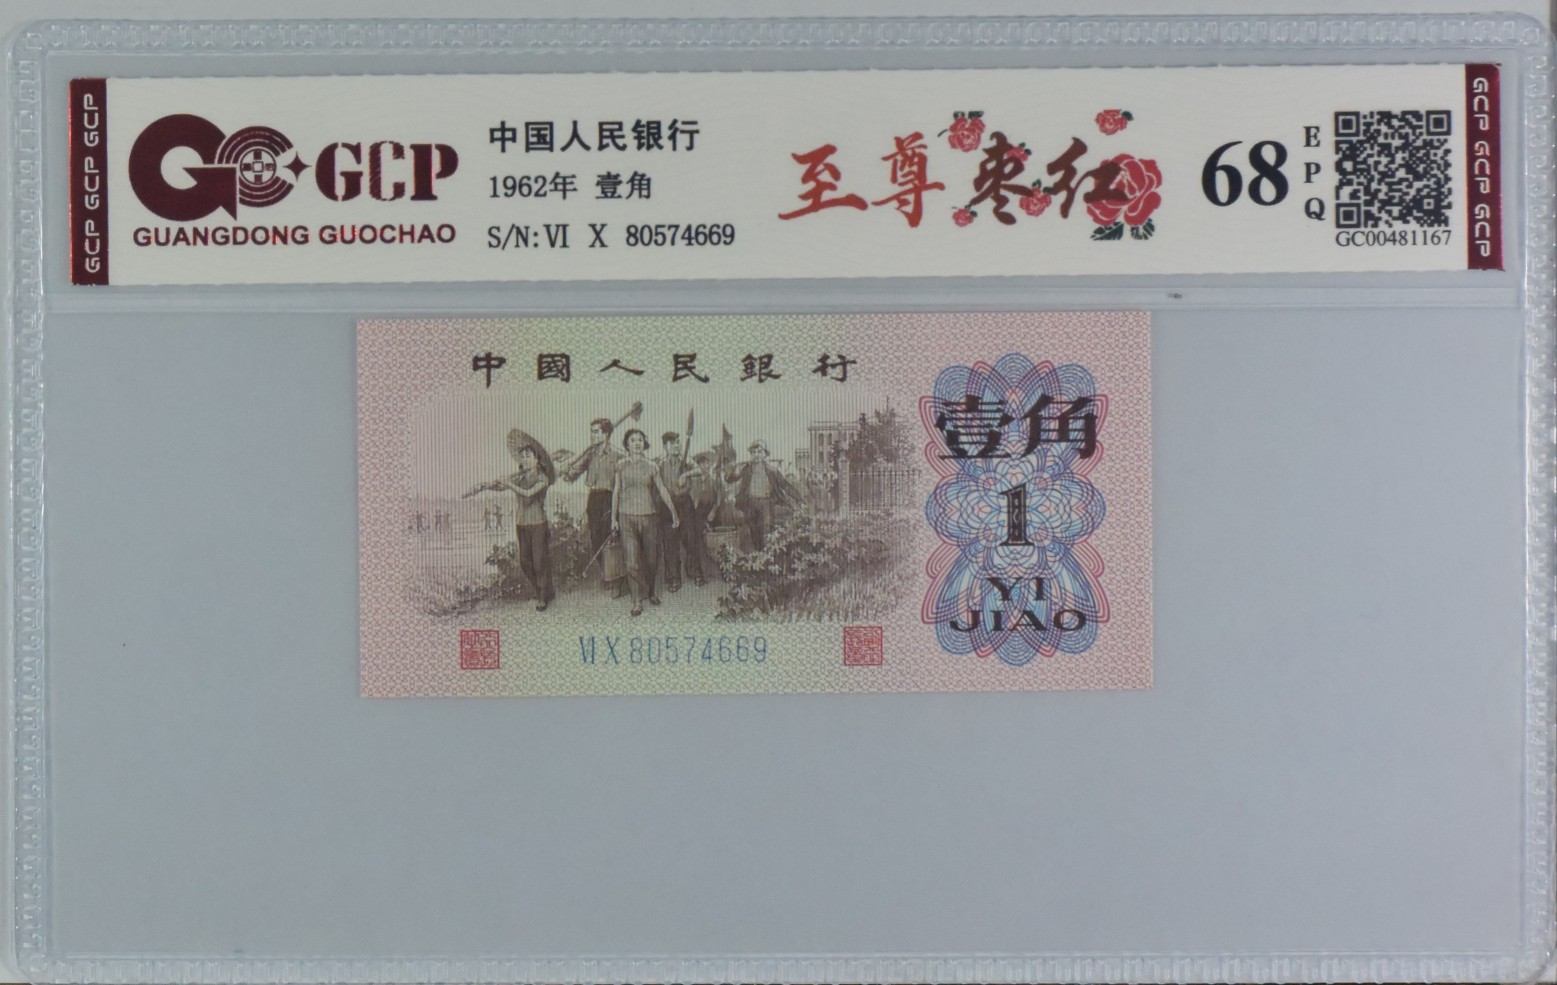 GCP GCP GCP
GCP
GUANGDONG GUOCHAO
中国人民银行
1962年 壹角
S/N:VI X 80574669
至尊枣红
68
EPQ
GC00481167
GCP GCP GCP
中國人民銀行
壹角
1
YI
JIAO
VI X 80574669